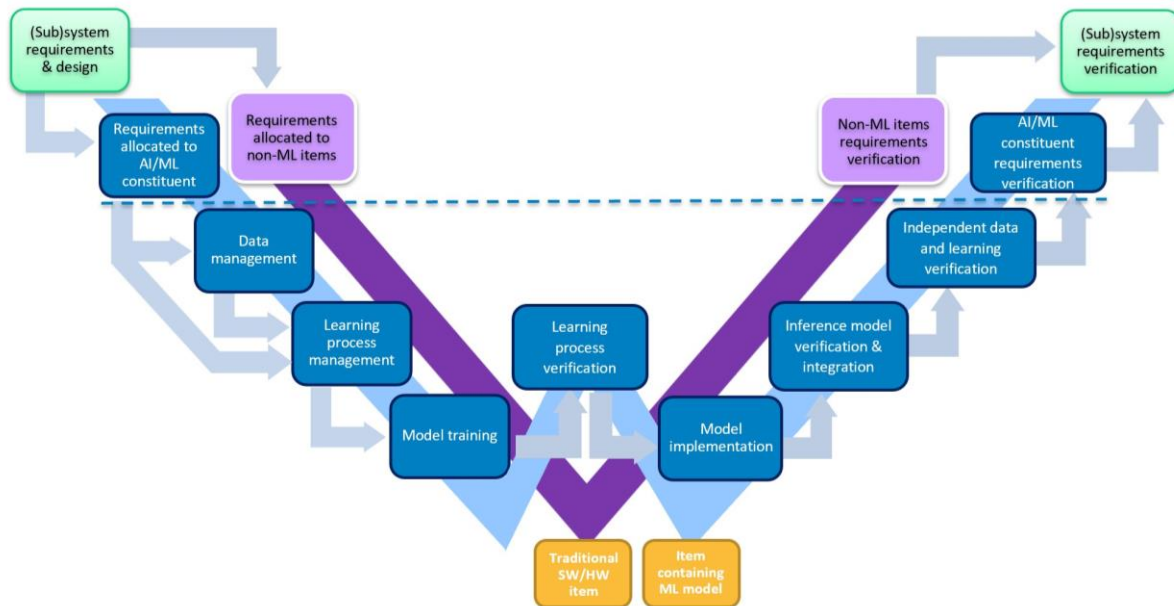 (Sub)system
requirements
& design
(Sub)system
requirements
verification
Requirements
allocated to
non-ML items
Non-ML items
requirements
verification
Requirements
allocated to
AI/ML
constituent
AI/ML
constituent
requirements
verification
Data
management
Independent data
and learning
verification
Learning
process
management
Learning
process
verification
Inference model
verification &
integration
Model training
Model
implementation
Traditional
SW/HW
item
Item
containing
ML model